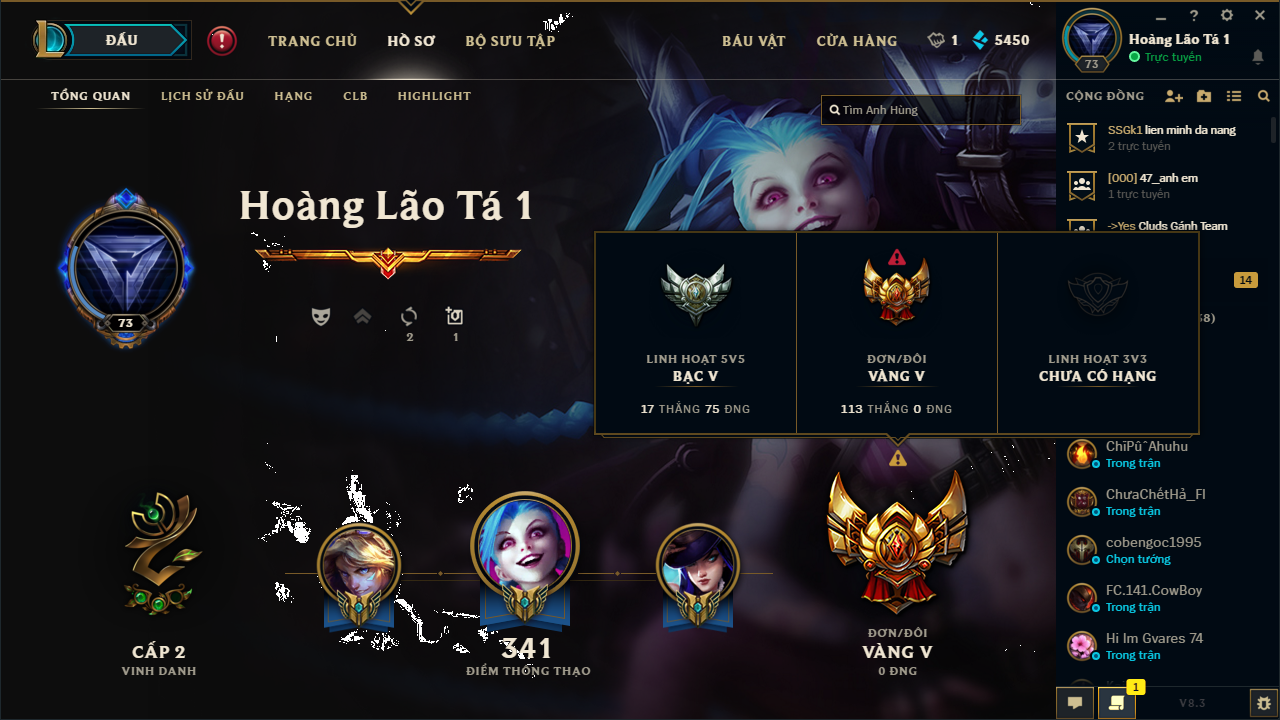 ĐẤU
TRANG CHỦ
HỒ SƠ
BỘ SƯU TẬP
BÁU VẬT
CỬA HÀNG
1
5450
Hoàng Lão Tá 1
73
Trực tuyến
TỔNG QUAN
LỊCH SỬ ĐẤU
HẠNG
CLB
HIGHLIGHT
Tìm Anh Hùng
CỘNG ĐỒNG
SSGk1 lien minh da nang
2 trực tuyến
[000] 47_anh em
1 trực tuyến
->Yes Cluds Gánh Team
14
8)
Hoàng Lão Tá 1
73
2
1
LINH HOẠT 5V5
BẠC V
17 THẮNG 75 ĐNG
ĐƠN/ĐÔI
VÀNG V
113 THẮNG 0 ĐNG
LINH HOẠT 3V3
CHƯA CÓ HẠNG
ChĩPûˆAhuhu
Trong trận
ChưaChếtHả_Fl
Trong trận
cobengoc1995
Chọn tướng
FC.141.CowBoy
Trong trận
Hi Im Gvares 74
Trong trận
CẤP 2
VINH DANH
341
ĐIỂM THÔNG THẠO
ĐƠN/ĐÔI
VÀNG V
0 ĐNG
1
V8.3